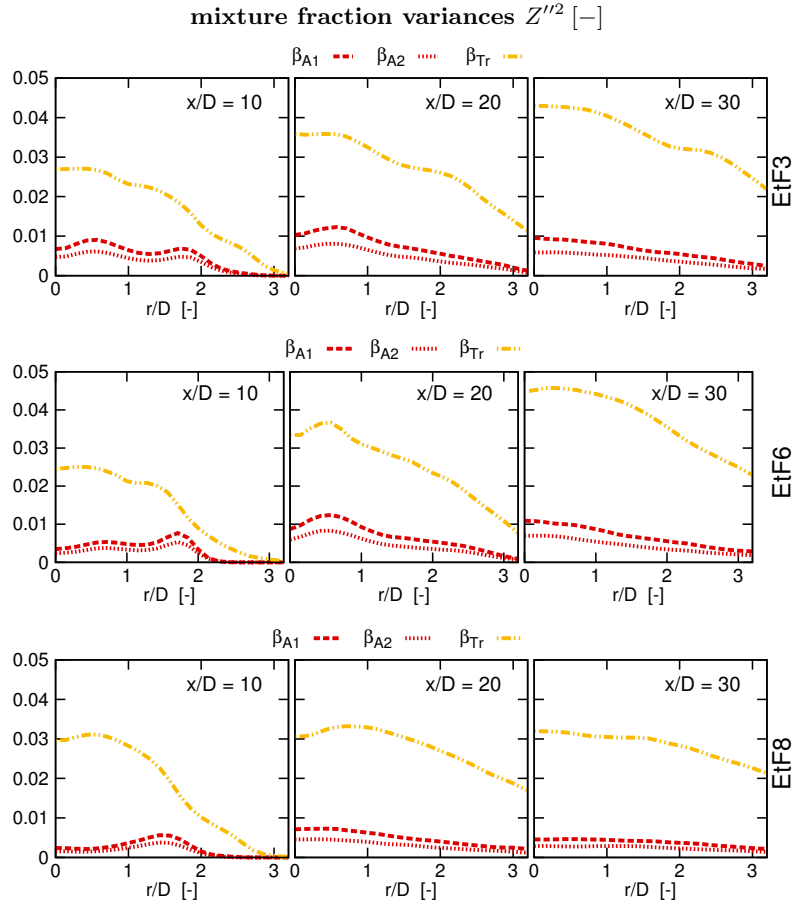 mixture fraction variances Z''2 [−]
βA1 βA2 βTr
0.05 0.04 0.03 0.02 0.01 0
x/D = 10
x/D = 20
x/D = 30
EtF3
0 1 2 3 0 1 2 3 0 1 2 3
r/D [-] r/D [-] r/D [-]
βA1 βA2 βTr
0.05 0.04 0.03 0.02 0.01 0
x/D = 10
x/D = 20
x/D = 30
EtF6
0 1 2 3 0 1 2 3 0 1 2 3
r/D [-] r/D [-] r/D [-]
βA1 βA2 βTr
0.05 0.04 0.03 0.02 0.01 0
x/D = 10
x/D = 20
x/D = 30
EtF8
0 1 2 3 0 1 2 3 0 1 2 3
r/D [-] r/D [-] r/D [-]